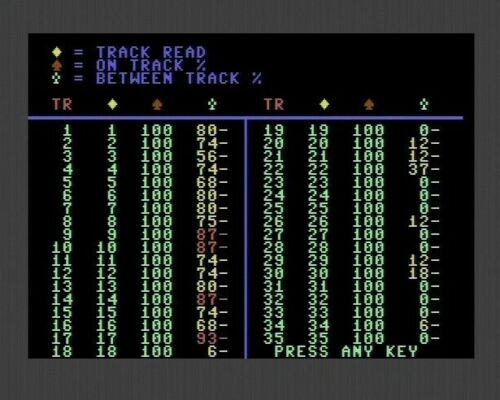 ♦ = TRACK READ
♠ = ON TRACK %
♣ = BETWEEN TRACK %
TR ♦ ♠ ♣ TR ♦ ♠ ♣
1 1 100 80- 19 19 100 0-
2 2 100 74- 20 20 100 12-
3 3 100 56- 21 21 100 12-
4 4 100 74- 22 22 100 37-
5 5 100 68- 23 23 100 0-
6 6 100 80- 24 24 100 0-
7 7 100 80- 25 25 100 0-
8 8 100 75- 26 26 100 12-
9 9 100 87- 27 27 100 0-
10 10 100 87- 28 28 100 0-
11 11 100 74- 29 29 100 12-
12 12 100 74- 30 30 100 18-
13 13 100 80- 31 31 100 0-
14 14 100 87- 32 32 100 0-
15 15 100 74- 33 33 100 0-
16 16 100 68- 34 34 100 6-
17 17 100 93- 35 35 100 0-
18 18 100 6- PRESS ANY KEY